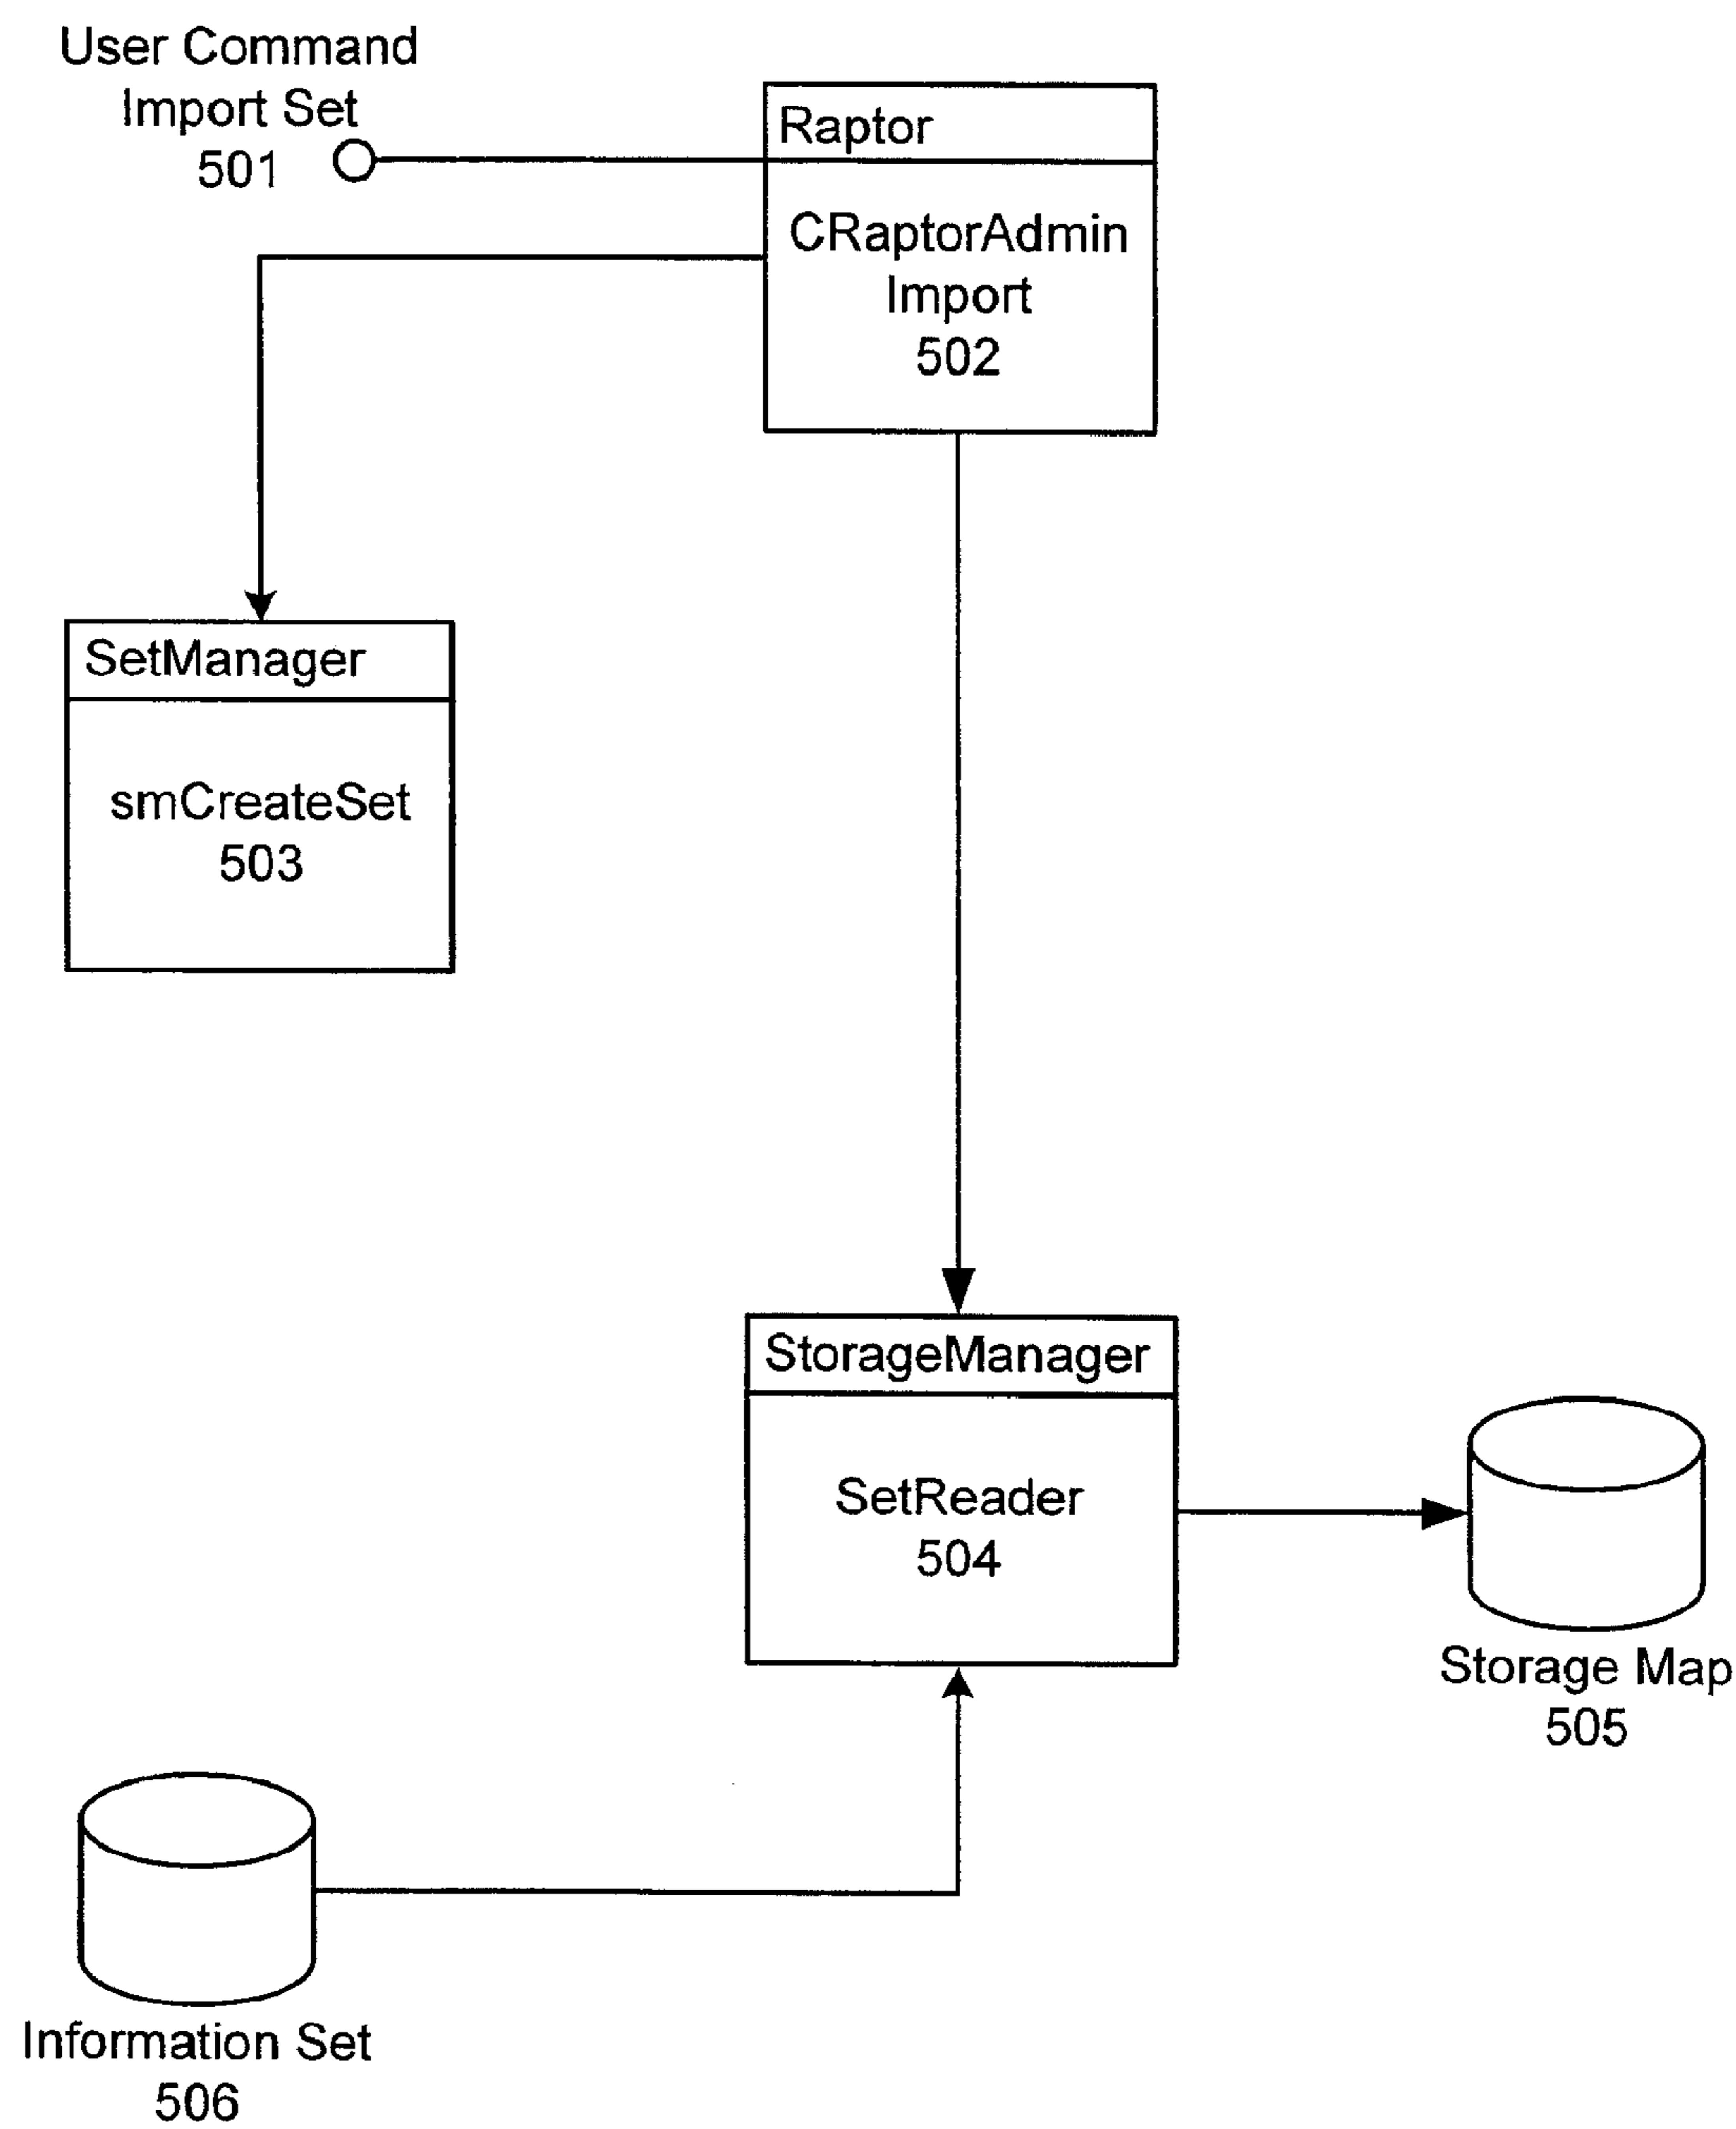 User Command
Import Set
501
Raptor
CRaptorAdmin
Import
502
SetManager
smCreateSet
503
StorageManager
SetReader
504
Storage Map
505
Information Set
506